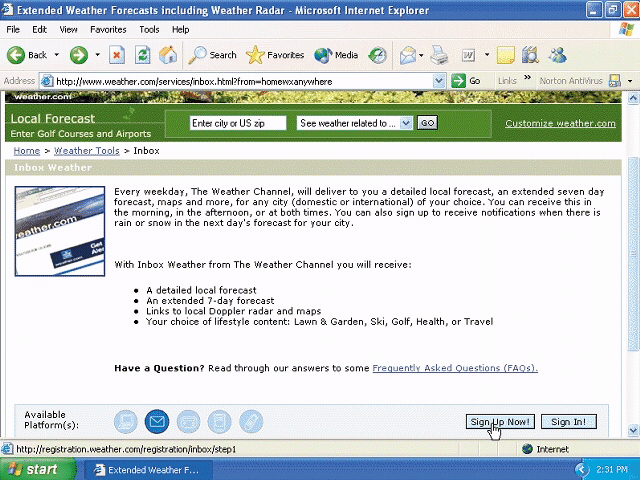 Extended Weather Forecasts including Weather Radar - Microsoft Internet Explorer
File Edit View Favorites Tools Help
Back Search Favorites Media
Address http://www.weather.com/services/inbox.html?from=homewxanywhere Go Links » Norton AntiVirus
weather.com
Local Forecast
Enter Golf Courses and Airports
Enter city or US zip See weather related to ... GO Customize weather.com
Home > Weather Tools > Inbox
Inbox Weather
Every weekday, The Weather Channel, will deliver to you a detailed local forecast, an extended seven day
forecast, maps and more, for any city (domestic or international) of your choice. You can receive this in
the morning, in the afternoon, or at both times. You can also sign up to receive notifications when there is
rain or snow in the next day's forecast for your city.
With Inbox Weather from The Weather Channel you will receive:
• A detailed local forecast
• An extended 7-day forecast
• Links to local Doppler radar and maps
• Your choice of lifestyle content: Lawn & Garden, Ski, Golf, Health, or Travel
Have a Question? Read through our answers to some Frequently Asked Questions (FAQs).
Available
Platform(s):
Sign Up Now! Sign In!
http://registration.weather.com/registration/inbox/step1 Internet
start Extended Weather F... 2:31 PM